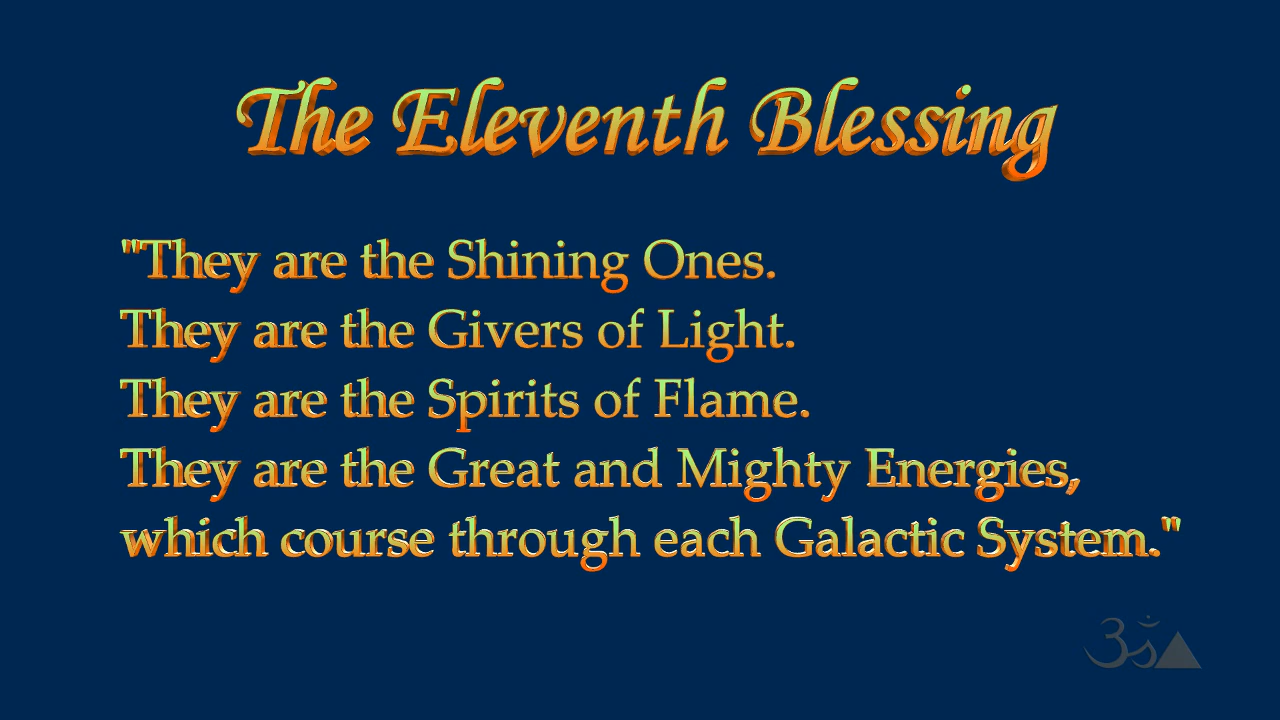 The Eleventh Blessing
"They are the Shining Ones.
They are the Givers of Light.
They are the Spirits of Flame.
They are the Great and Mighty Energies,
which course through each Galactic System."